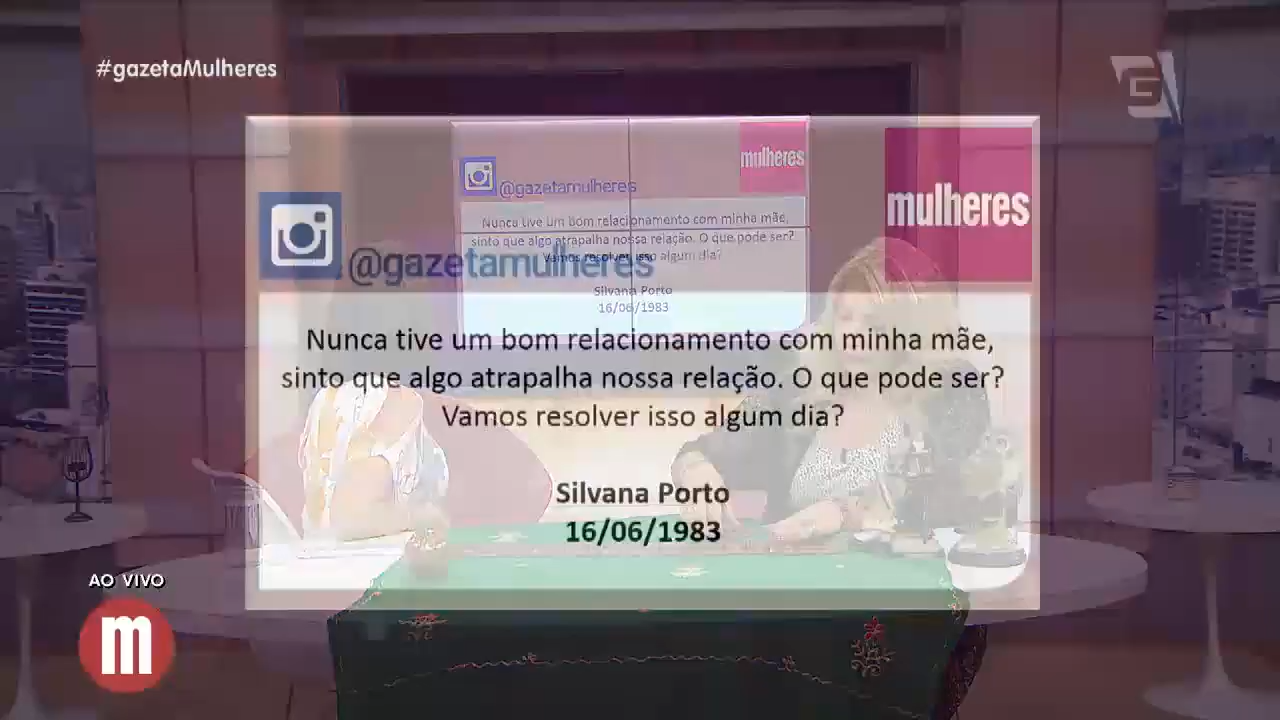 #gazetaMulheres
G
mulheres
@gazetamulheres
Nunca tive um bom relacionamento com minha mãe,
sinto que algo atrapalha nossa relação. O que pode ser?
Vamos resolver isso algum dia?
Silvana Porto
16/06/1983
mulheres
@gazetamulheres
Nunca tive um bom relacionamento com minha mãe,
sinto que algo atrapalha nossa relação. O que pode ser?
Vamos resolver isso algum dia?
Silvana Porto
16/06/1983
AO VIVO
m